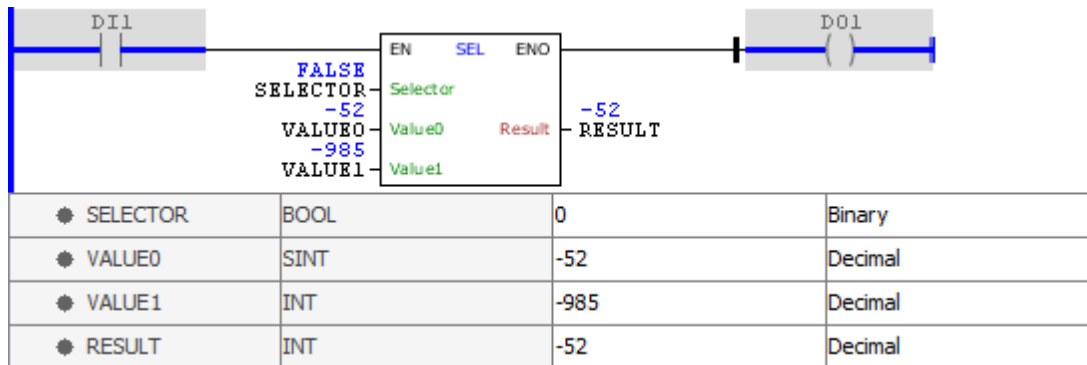 DI1 DO1
EN SEL ENO
FALSE
SELECTOR Selector
-52 -52
VALUE0 Value0 Result RESULT
-985
VALUE1 Value1
SELECTOR BOOL 0 Binary
VALUE0 SINT -52 Decimal
VALUE1 INT -985 Decimal
RESULT INT -52 Decimal